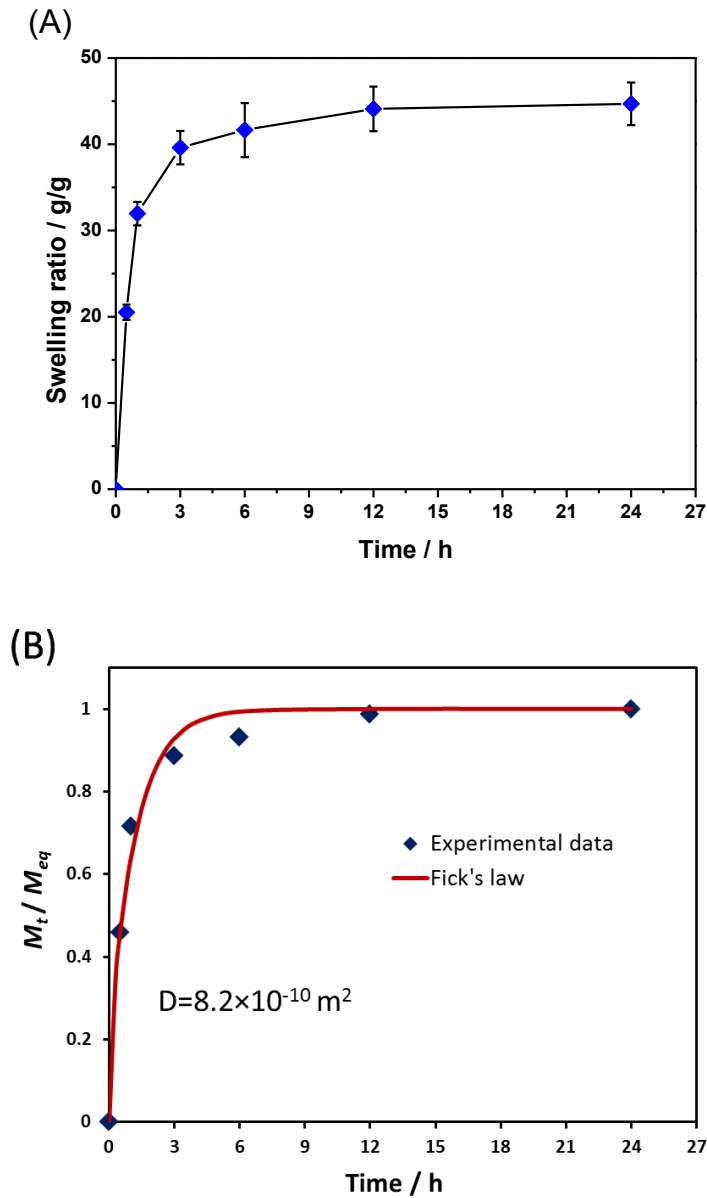 (A)
50
40
30
20
10
0
Swelling ratio / g/g
0 3 6 9 12 15 18 21 24 27
Time / h
(B)
1
0.8
0.6
0.4
0.2
0
M_t / M_eq
Experimental data
Fick's law
D=8.2×10⁻¹⁰ m²
0 3 6 9 12 15 18 21 24 27
Time / h